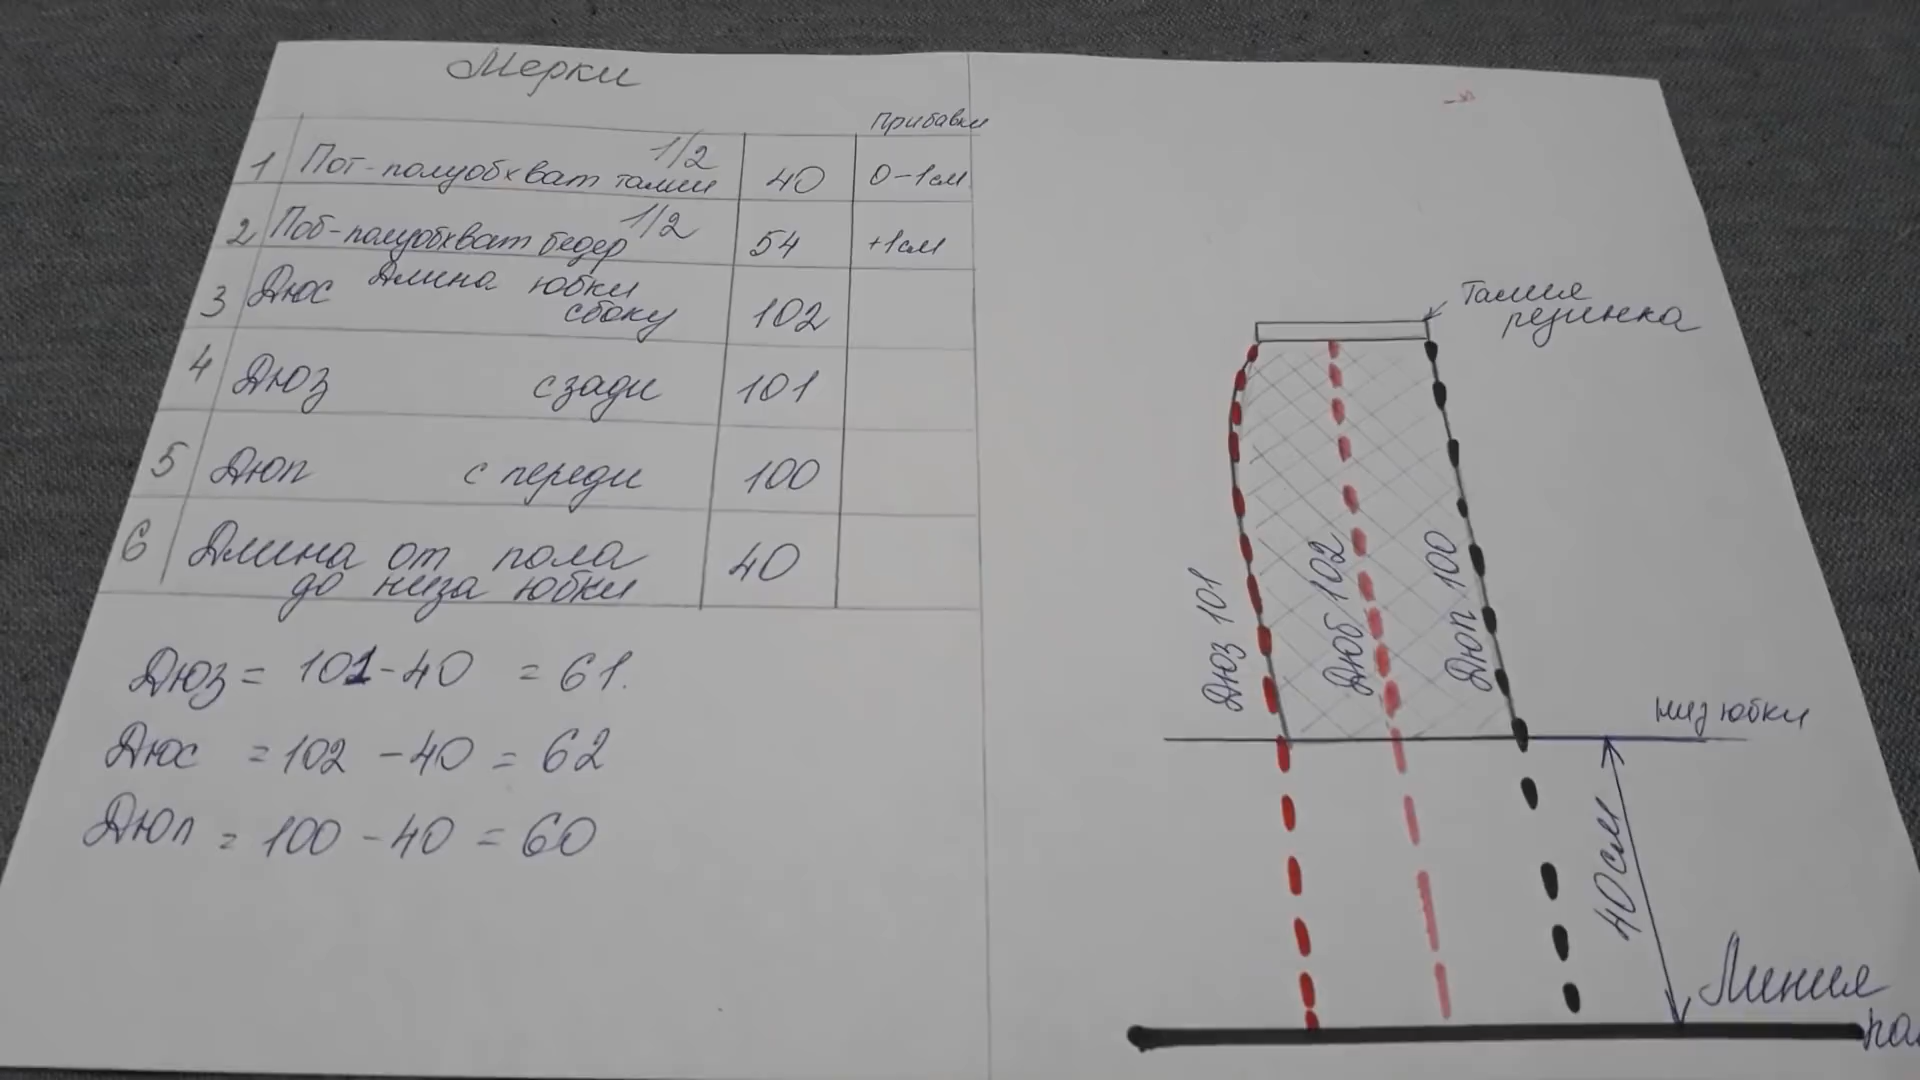 Мерки
Прибавки
1 Пот-полуобхват талии 1/2 40 0-1см
2 Поб-полуобхват бедер 1/2 54 +1см
3 Дюс Длина юбки
сбоку 102
4 Дюз сзади 101
5 Дюп с переди 100
6 Длина от пола
до низа юбки 40
Дюз = 101-40 = 61.
Дюс = 102 - 40 = 62
Дюп = 100 - 40 = 60
Талия
резинка
Дюз 101
Дюб 102
Дюп 100
низ юбки
40см
Линия
пол